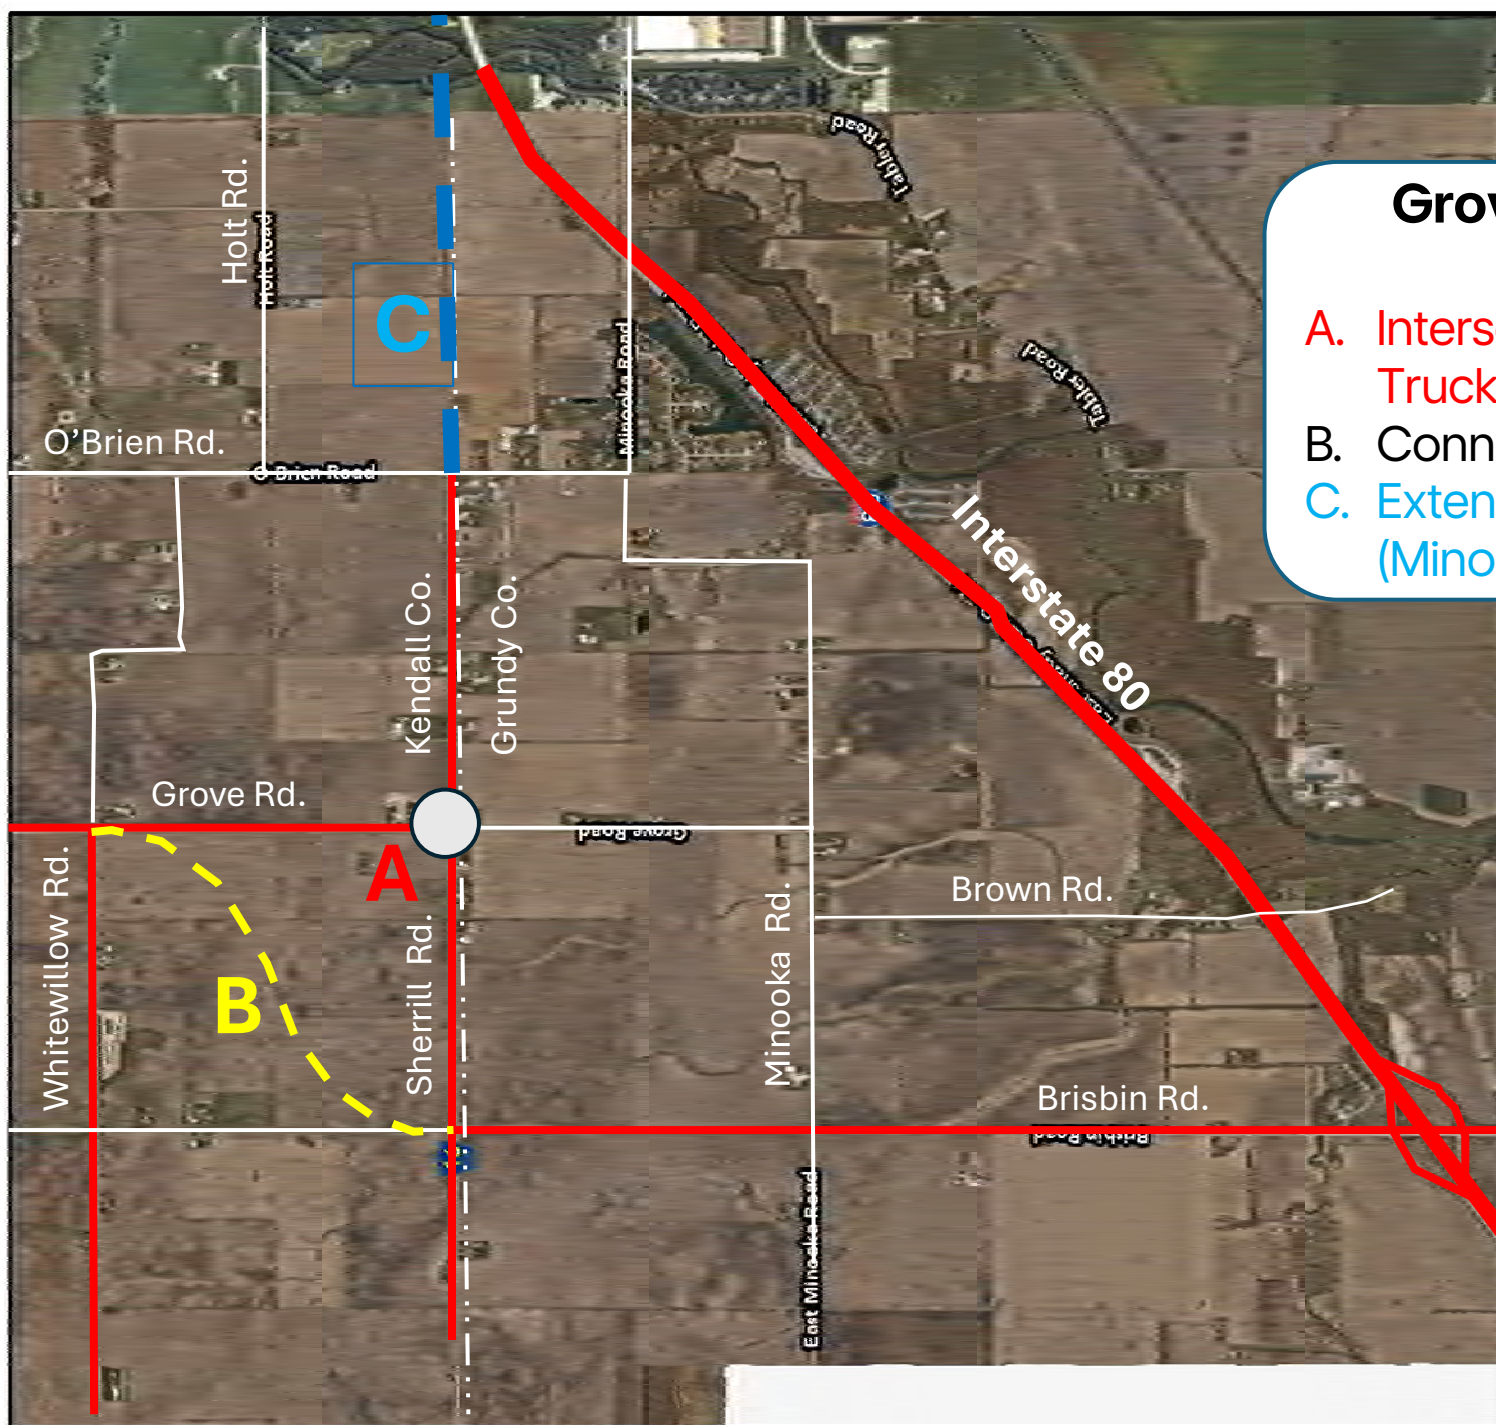 Tabler Road
Holt Rd.
Holt Road
Grov
A. Interse
Truck
B. Conn
C. Exten
(Mino
C
Minooka Road
Tabler Road
O'Brien Rd.
O Brien Road
Interstate 80
Kendall Co.
Grundy Co.
Grove Rd.
Grove Road
A
Whitewillow Rd.
B
Sherrill Rd.
Minooka Rd.
Brown Rd.
Brisbin Rd.
Brisbin Road
East Minooka Road